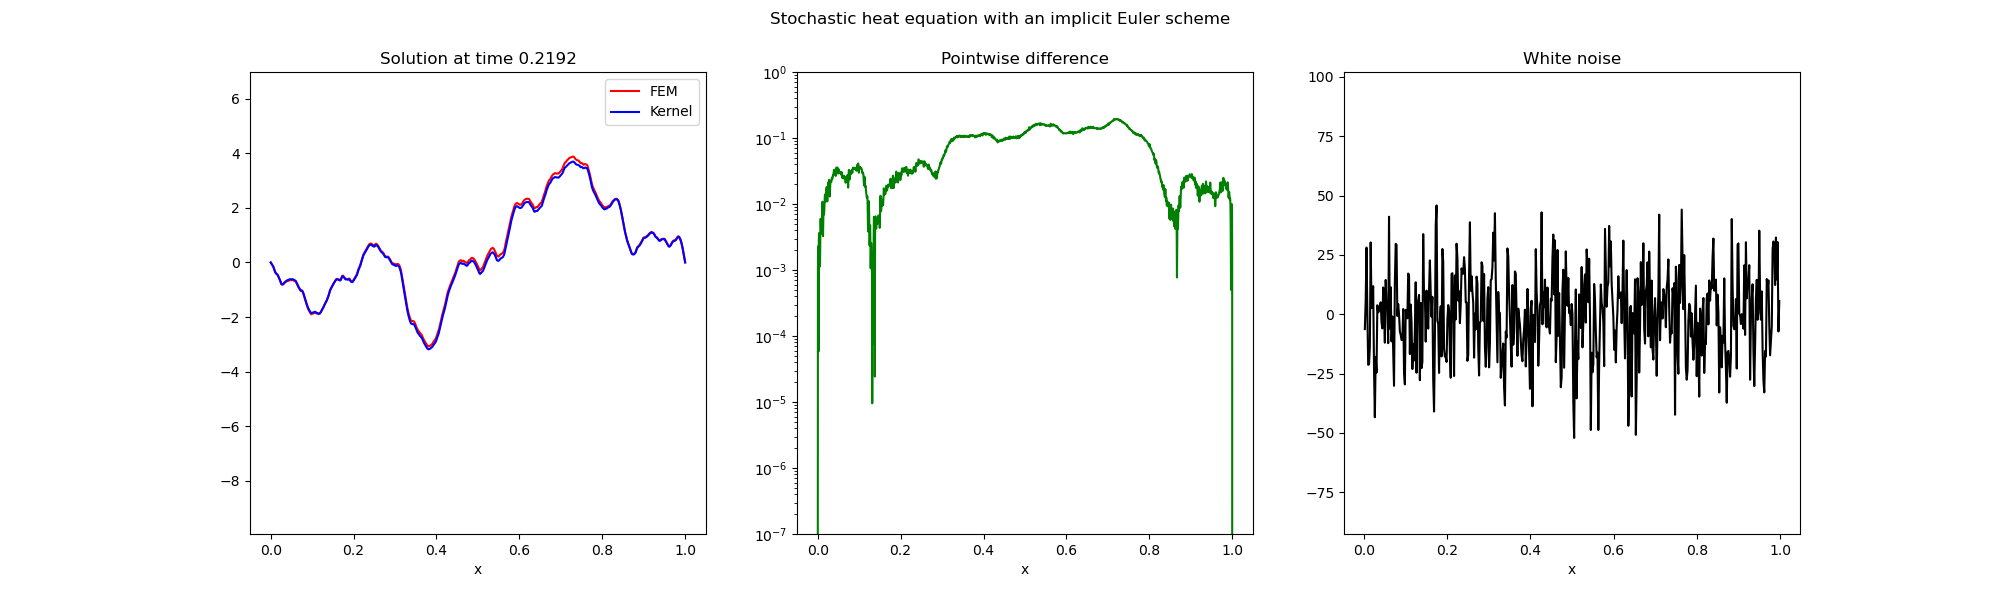 Stochastic heat equation with an implicit Euler scheme
Solution at time 0.2192
FEM
Kernel
6
4
2
0
−2
−4
−6
−8
0.0 0.2 0.4 0.6 0.8 1.0
x
Pointwise difference
10⁰
10⁻¹
10⁻²
10⁻³
10⁻⁴
10⁻⁵
10⁻⁶
10⁻⁷
0.0 0.2 0.4 0.6 0.8 1.0
x
White noise
100
75
50
25
0
−25
−50
−75
0.0 0.2 0.4 0.6 0.8 1.0
x